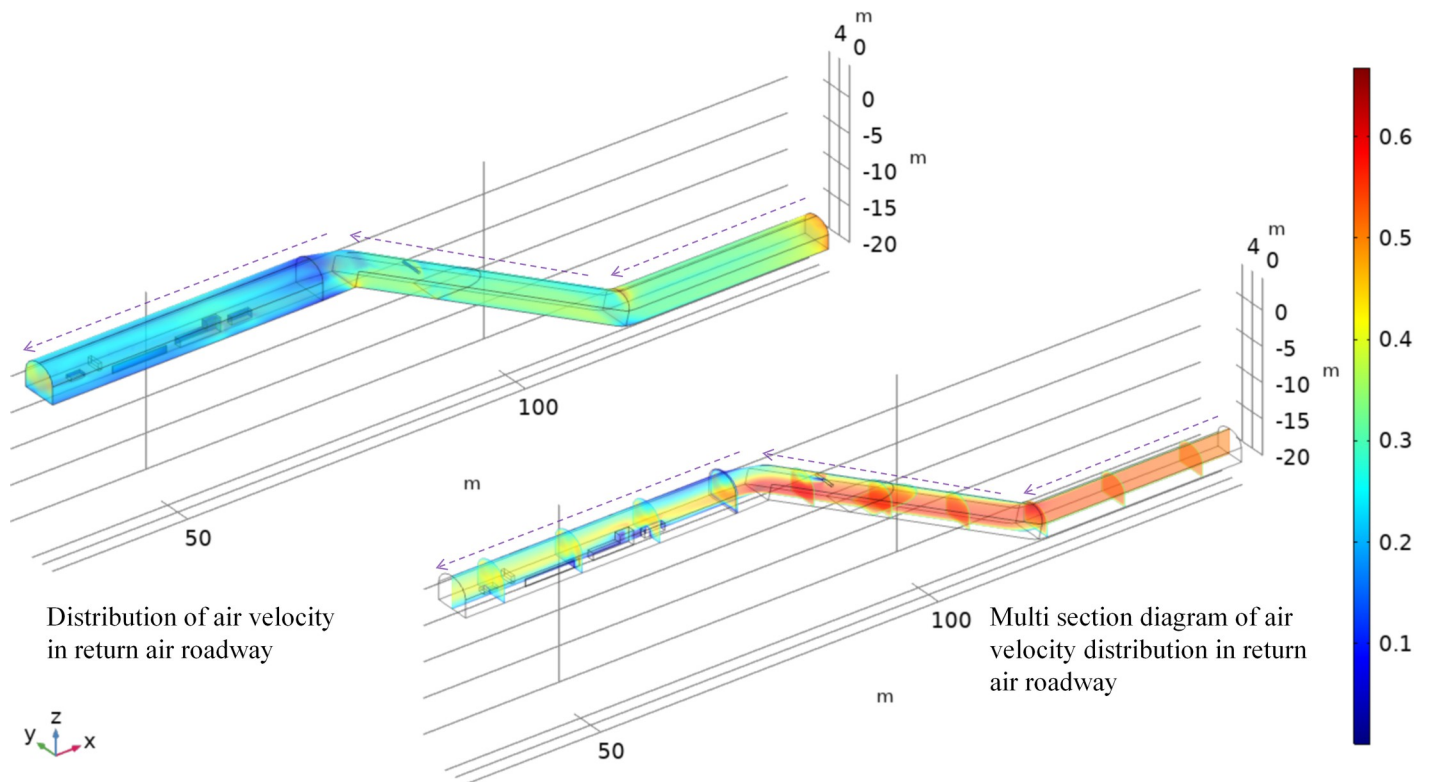 m
4
0
0
-5
-10
m
-15
-20
100
m
50
m
4
0
0
-5
-10
m
-15
-20
100
m
50
0.6
0.5
0.4
0.3
0.2
0.1
Distribution of air velocity
in return air roadway
Multi section diagram of air
velocity distribution in return
air roadway
z
y
x